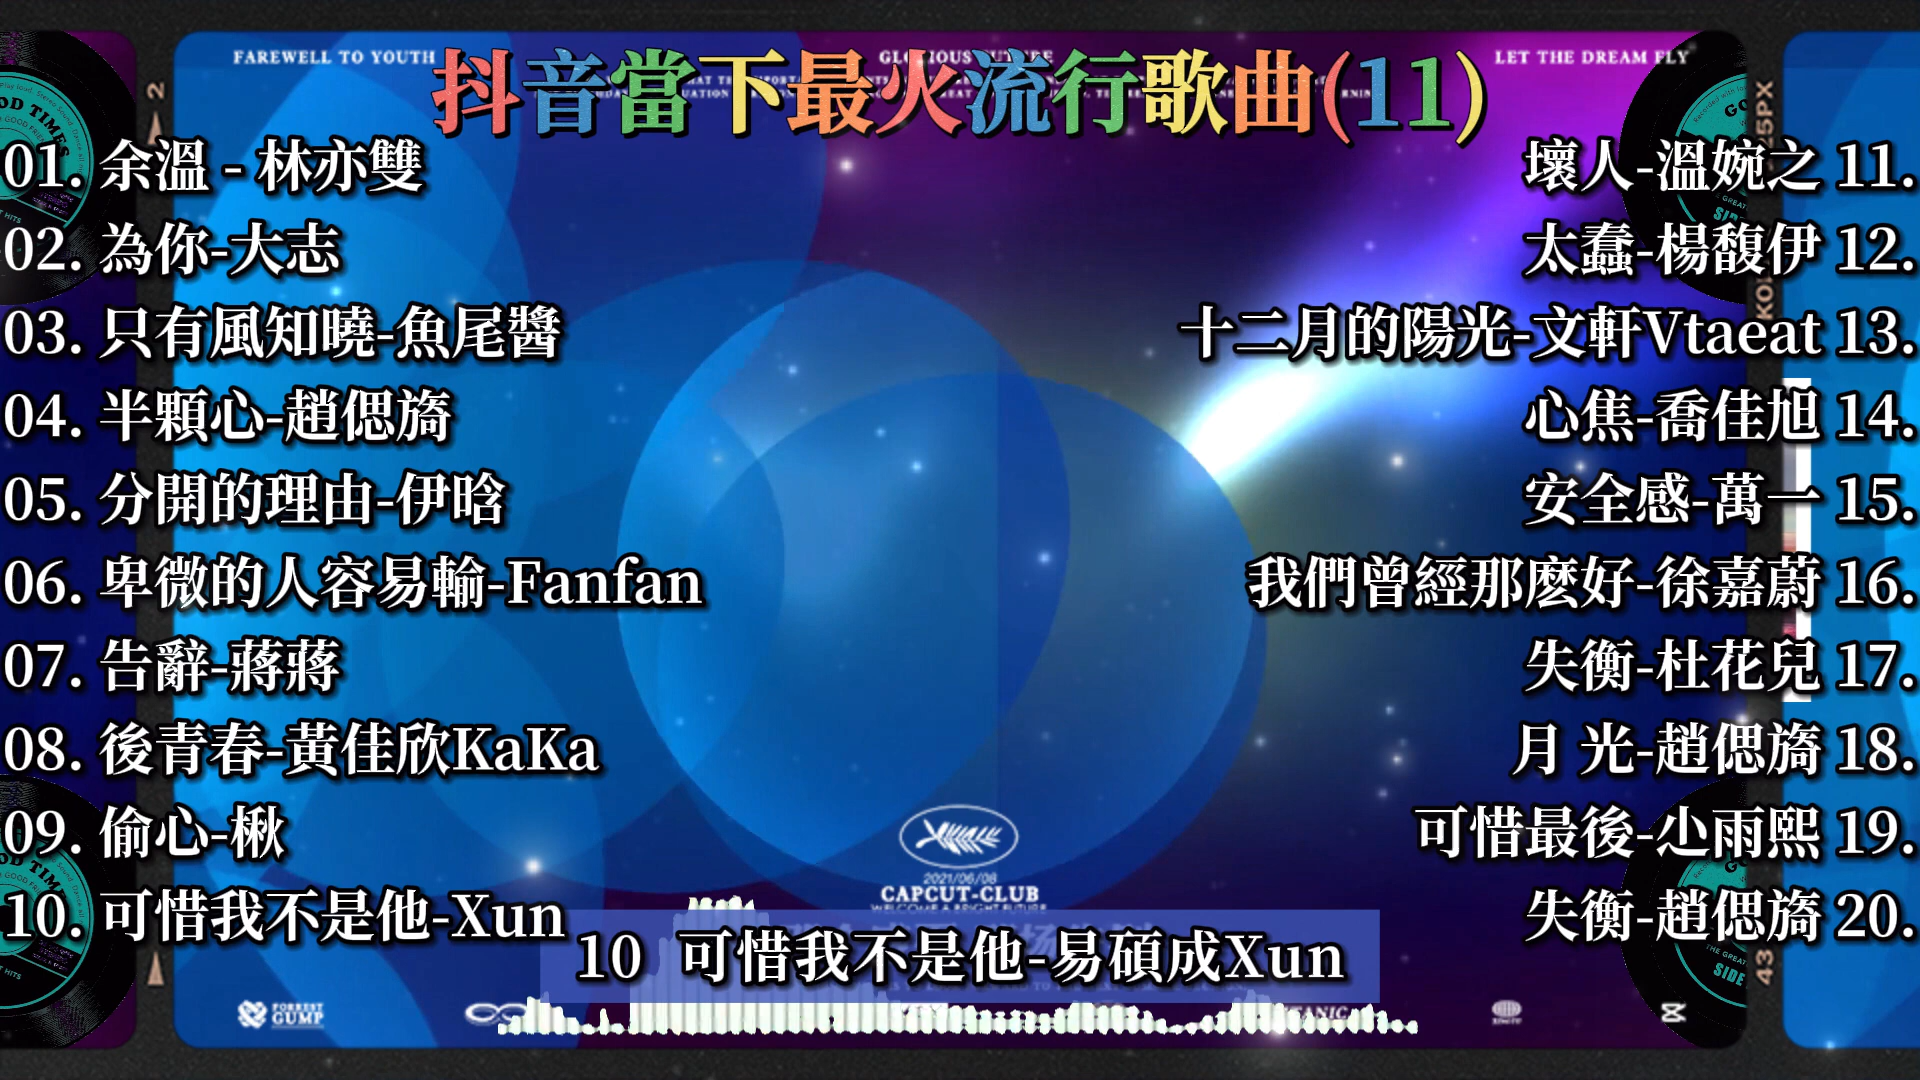 FAREWELL TO YOUTH
LET THE DREAM FLY
抖音當下最火流行歌曲(11)
01. 余溫 - 林亦雙
02. 為你-大志
03. 只有風知曉-魚尾醬
04. 半顆心-趙偲旖
05. 分開的理由-伊晗
06. 卑微的人容易輸-Fanfan
07. 告辭-蔣蔣
08. 後青春-黃佳欣KaKa
09. 偷心-楸
10. 可惜我不是他-Xun
壞人-溫婉之 11.
太蠢-楊馥伊 12.
十二月的陽光-文軒Vtaeat 13.
心焦-喬佳旭 14.
安全感-萬一 15.
我們曾經那麼好-徐嘉蔚 16.
失衡-杜花兒 17.
月 光-趙偲旖 18.
可惜最後-尐雨熙 19.
失衡-趙偲旖 20.
2021/06/08
CAPCUT-CLUB
WELCOME A BRIGHT FUTURE
10 可惜我不是他-易碩成Xun
FORREST
GUMP